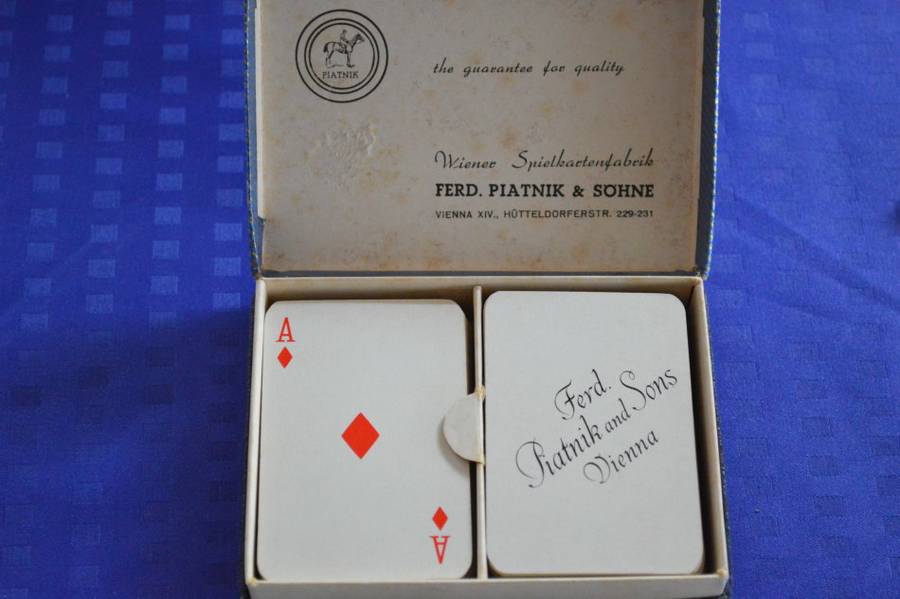 PIATNIK
the guarantee for quality
Wiener Spielkartenfabrik
FERD. PIATNIK & SÖHNE
VIENNA XIV., HÜTTELDORFERSTR. 229-231
A
A
Ferd.
Piatnik and Sons
Vienna